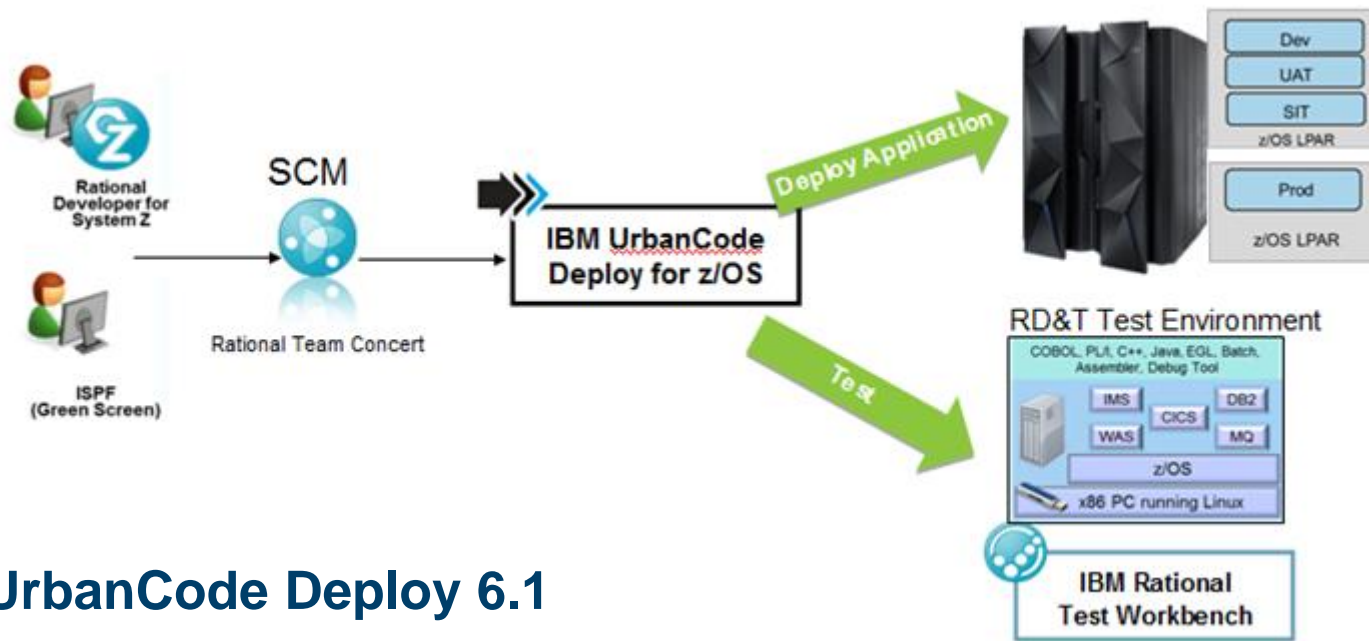 Rational
Developer for
System Z
ISPF
(Green Screen)
SCM
Rational Team Concert
IBM UrbanCode
Deploy for z/OS
Deploy Application
Test
Dev
UAT
SIT
z/OS LPAR
Prod
z/OS LPAR
RD&T Test Environment
COBOL, PL/I, C++, Java, EGL, Batch,
Assembler, Debug Tool
IMS
CICS
DB2
WAS
MQ
z/OS
x86 PC running Linux
IBM Rational
Test Workbench
UrbanCode Deploy 6.1